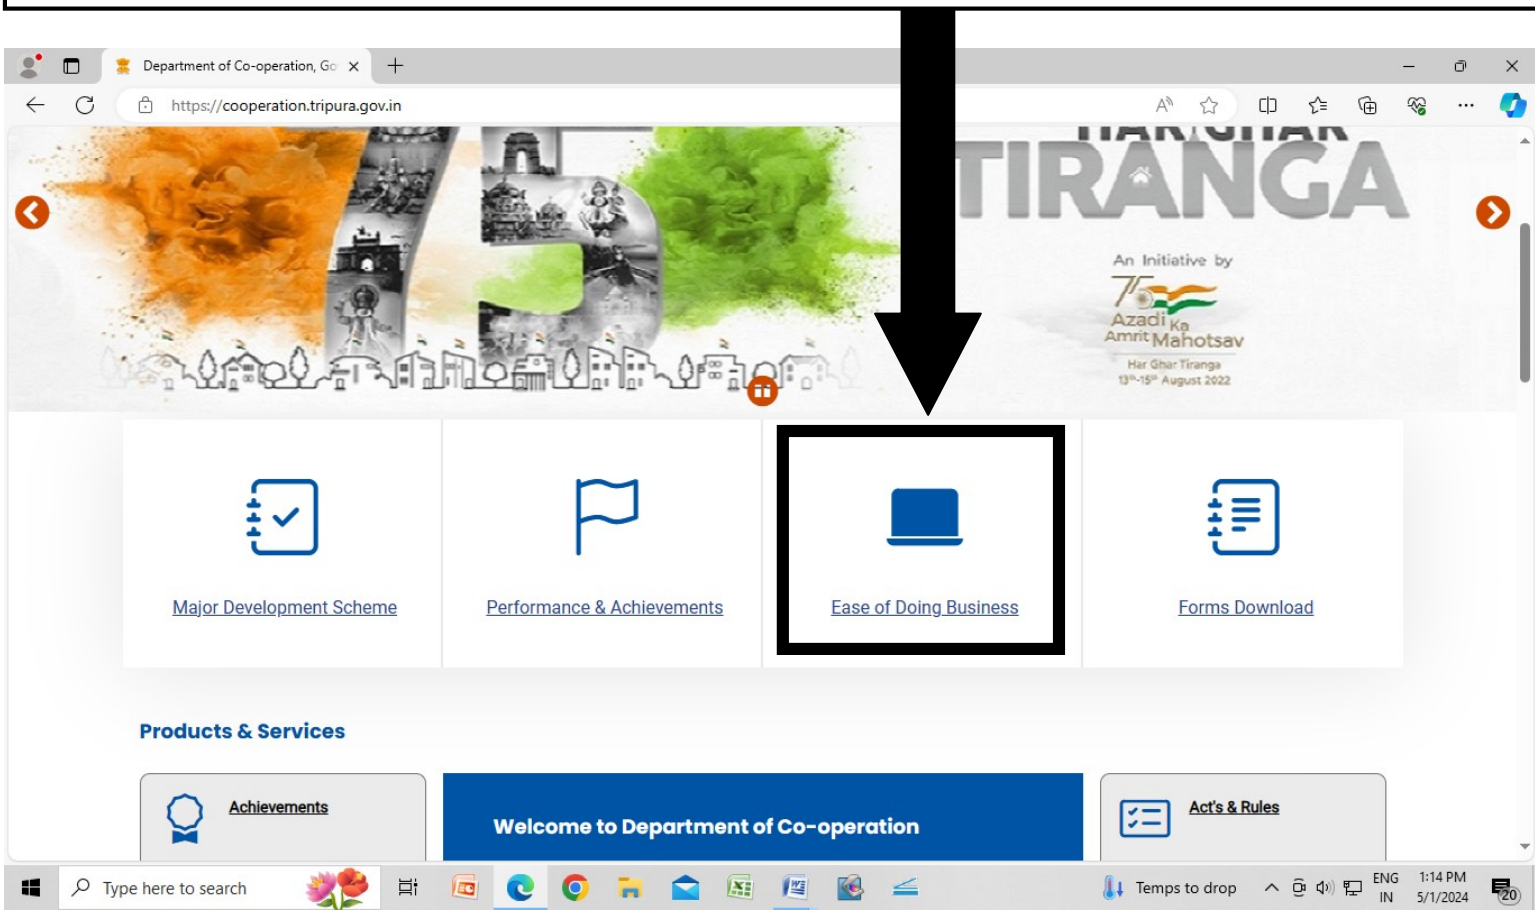 Department of Co-operation, Go
https://cooperation.tripura.gov.in
HAR GHAR
TIRANGA
An Initiative by
75
Azadi Ka
Amrit Mahotsav
Har Ghar Tiranga
13th-15th August 2022
Major Development Scheme
Performance & Achievements
Ease of Doing Business
Forms Download
Products & Services
Achievements
Welcome to Department of Co-operation
Act's & Rules
Type here to search
Temps to drop
ENG
IN
1:14 PM
5/1/2024
20